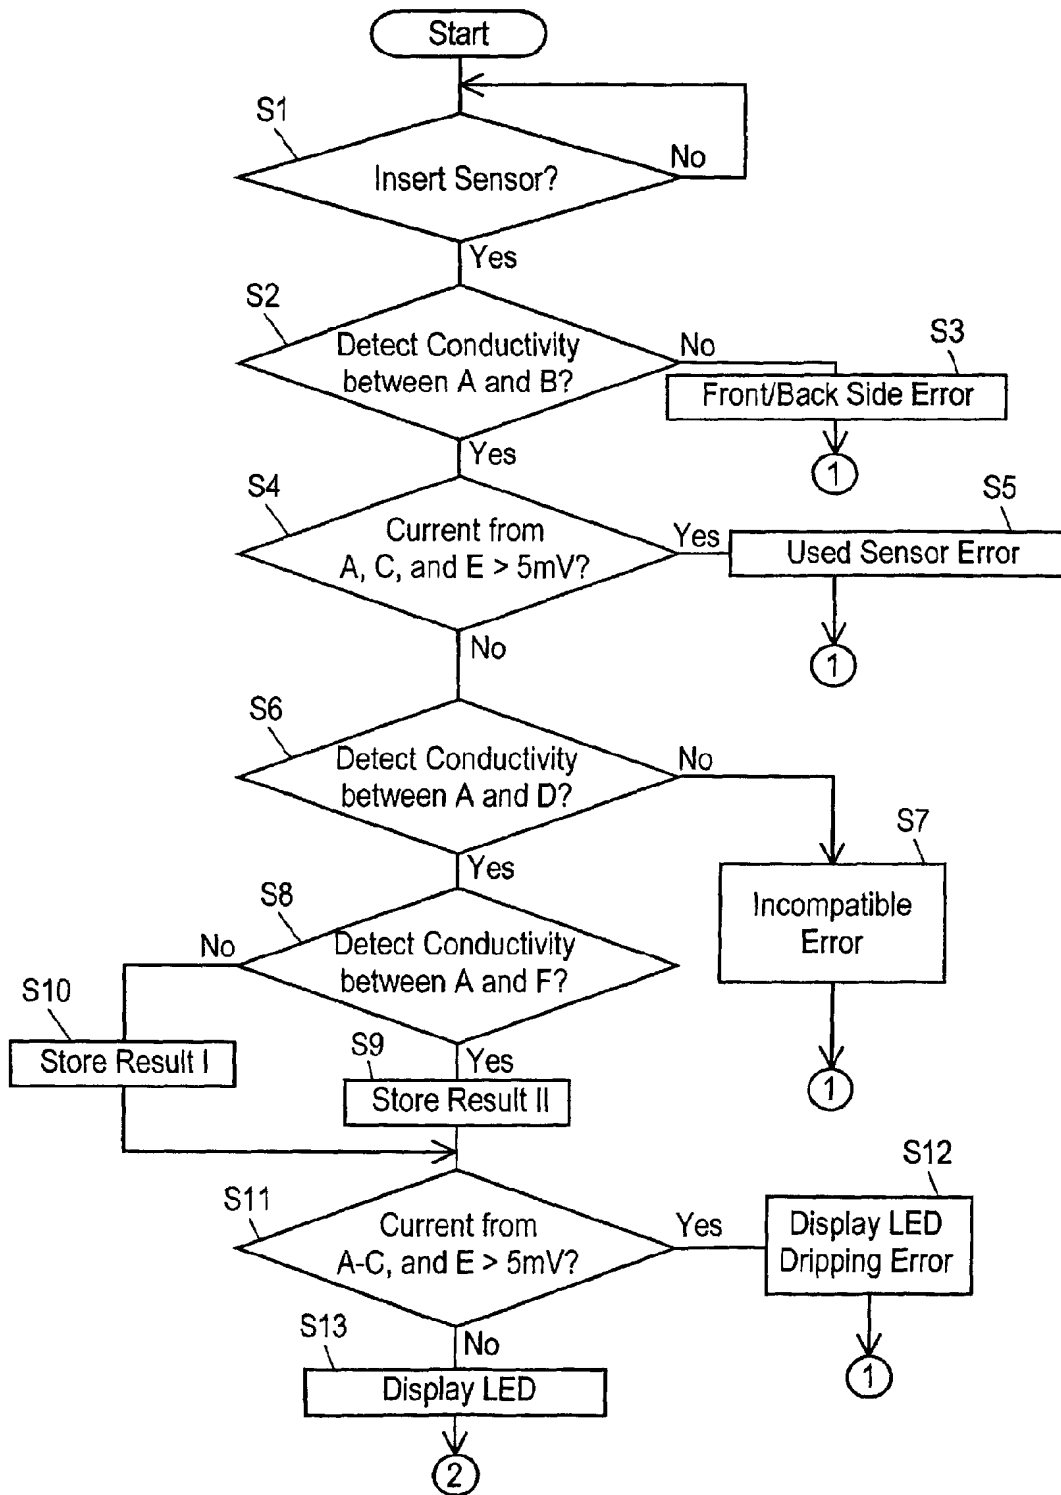 Start
S1
Insert Sensor?
No
Yes
S2
Detect Conductivity
between A and B?
No
S3
Front/Back Side Error
1
Yes
S4
Current from
A, C, and E > 5mV?
Yes
S5
Used Sensor Error
1
No
S6
Detect Conductivity
between A and D?
No
S7
Incompatible
Error
1
Yes
S8
Detect Conductivity
between A and F?
No
S10
Store Result I
Yes
S9
Store Result II
S11
Current from
A-C, and E > 5mV?
Yes
S12
Display LED
Dripping Error
1
No
S13
Display LED
2